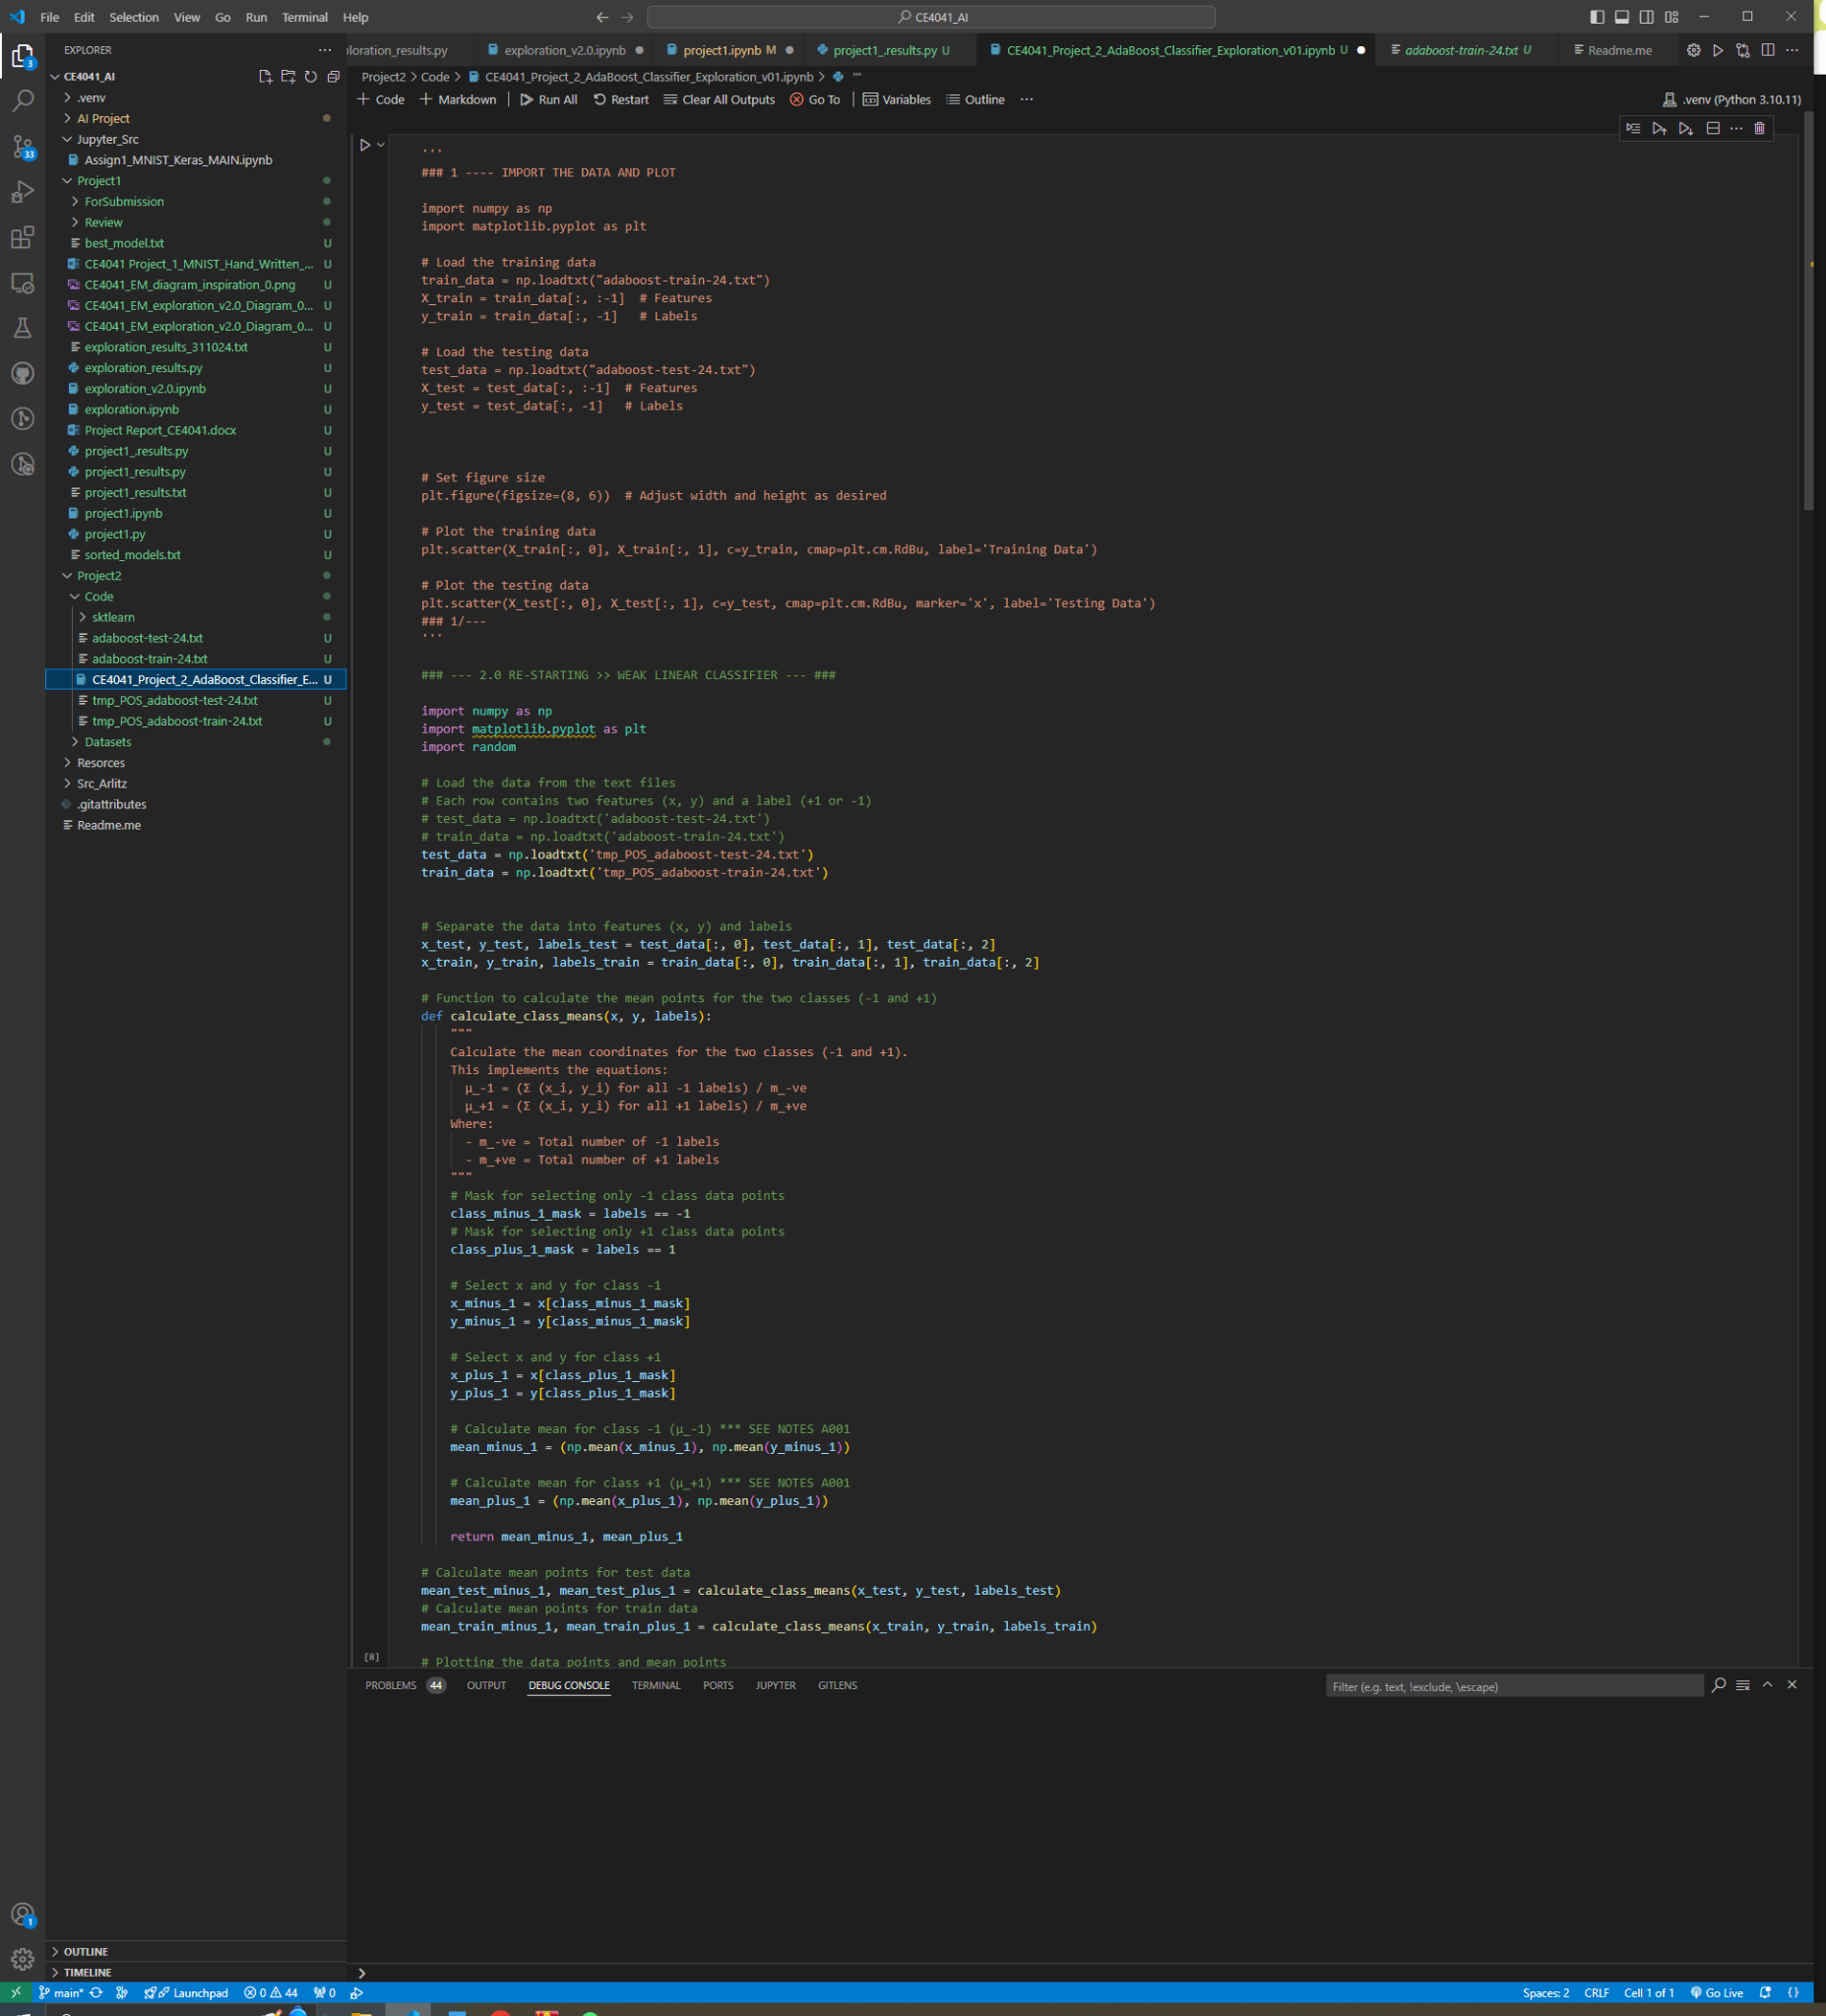 File Edit Selection View Go Run Terminal Help
CE4041_AI
EXPLORER
CE4041_AI
.venv
AI Project
Jupyter_Src
Assign1_MNIST_Keras_MAIN.ipynb
Project1
ForSubmission
Review
best_model.txt U
CE4041 Project_1_MNIST_Hand_Written_... U
CE4041_EM_diagram_inspiration_0.png U
CE4041_EM_exploration_v2.0_Diagram_0... U
CE4041_EM_exploration_v2.0_Diagram_0... U
exploration_results_311024.txt U
exploration_results.py U
exploration_v2.0.ipynb U
exploration.ipynb U
Project Report_CE4041.docx U
project1_.results.py U
project1_results.py U
project1_results.txt U
project1.ipynb U
project1.py U
sorted_models.txt U
Project2
Code
sktlearn
adaboost-test-24.txt U
adaboost-train-24.txt U
CE4041_Project_2_AdaBoost_Classifier_E... U
tmp_POS_adaboost-test-24.txt U
tmp_POS_adaboost-train-24.txt U
Datasets
Resorces
Src_Arlitz
.gitattributes
Readme.me
OUTLINE
TIMELINE
3
33
1
loration_results.py exploration_v2.0.ipynb project1.ipynb M project1_.results.py U CE4041_Project_2_AdaBoost_Classifier_Exploration_v01.ipynb U adaboost-train-24.txt U Readme.me
Project2 > Code > CE4041_Project_2_AdaBoost_Classifier_Exploration_v01.ipynb > ...
+ Code + Markdown | Run All Restart Clear All Outputs Go To | Variables Outline ... .venv (Python 3.10.11)
'''
### 1 ---- IMPORT THE DATA AND PLOT
import numpy as np
import matplotlib.pyplot as plt
# Load the training data
train_data = np.loadtxt("adaboost-train-24.txt")
X_train = train_data[:, :-1]  # Features
y_train = train_data[:, -1]   # Labels
# Load the testing data
test_data = np.loadtxt("adaboost-test-24.txt")
X_test = test_data[:, :-1]  # Features
y_test = test_data[:, -1]   # Labels
# Set figure size
plt.figure(figsize=(8, 6))  # Adjust width and height as desired
# Plot the training data
plt.scatter(X_train[:, 0], X_train[:, 1], c=y_train, cmap=plt.cm.RdBu, label='Training Data')
# Plot the testing data
plt.scatter(X_test[:, 0], X_test[:, 1], c=y_test, cmap=plt.cm.RdBu, marker='x', label='Testing Data')
### 1/---
'''
### --- 2.0 RE-STARTING >> WEAK LINEAR CLASSIFIER --- ###
import numpy as np
import matplotlib.pyplot as plt
import random
# Load the data from the text files
# Each row contains two features (x, y) and a label (+1 or -1)
# test_data = np.loadtxt('adaboost-test-24.txt')
# train_data = np.loadtxt('adaboost-train-24.txt')
test_data = np.loadtxt('tmp_POS_adaboost-test-24.txt')
train_data = np.loadtxt('tmp_POS_adaboost-train-24.txt')
# Separate the data into features (x, y) and labels
x_test, y_test, labels_test = test_data[:, 0], test_data[:, 1], test_data[:, 2]
x_train, y_train, labels_train = train_data[:, 0], train_data[:, 1], train_data[:, 2]
# Function to calculate the mean points for the two classes (-1 and +1)
def calculate_class_means(x, y, labels):
"""
Calculate the mean coordinates for the two classes (-1 and +1).
This implements the equations:
μ_-1 = (Σ (x_i, y_i) for all -1 labels) / m_-ve
μ_+1 = (Σ (x_i, y_i) for all +1 labels) / m_+ve
Where:
- m_-ve = Total number of -1 labels
- m_+ve = Total number of +1 labels
"""
# Mask for selecting only -1 class data points
class_minus_1_mask = labels == -1
# Mask for selecting only +1 class data points
class_plus_1_mask = labels == 1
# Select x and y for class -1
x_minus_1 = x[class_minus_1_mask]
y_minus_1 = y[class_minus_1_mask]
# Select x and y for class +1
x_plus_1 = x[class_plus_1_mask]
y_plus_1 = y[class_plus_1_mask]
# Calculate mean for class -1 (μ_-1) *** SEE NOTES A001
mean_minus_1 = (np.mean(x_minus_1), np.mean(y_minus_1))
# Calculate mean for class +1 (μ_+1) *** SEE NOTES A001
mean_plus_1 = (np.mean(x_plus_1), np.mean(y_plus_1))
return mean_minus_1, mean_plus_1
# Calculate mean points for test data
mean_test_minus_1, mean_test_plus_1 = calculate_class_means(x_test, y_test, labels_test)
# Calculate mean points for train data
mean_train_minus_1, mean_train_plus_1 = calculate_class_means(x_train, y_train, labels_train)
# Plotting the data points and mean points
[8]
PROBLEMS 44 OUTPUT DEBUG CONSOLE TERMINAL PORTS JUPYTER GITLENS
Filter (e.g. text, !exclude, \escape)
main* Launchpad 0 44 0 Spaces: 2 CRLF Cell 1 of 1 Go Live {}